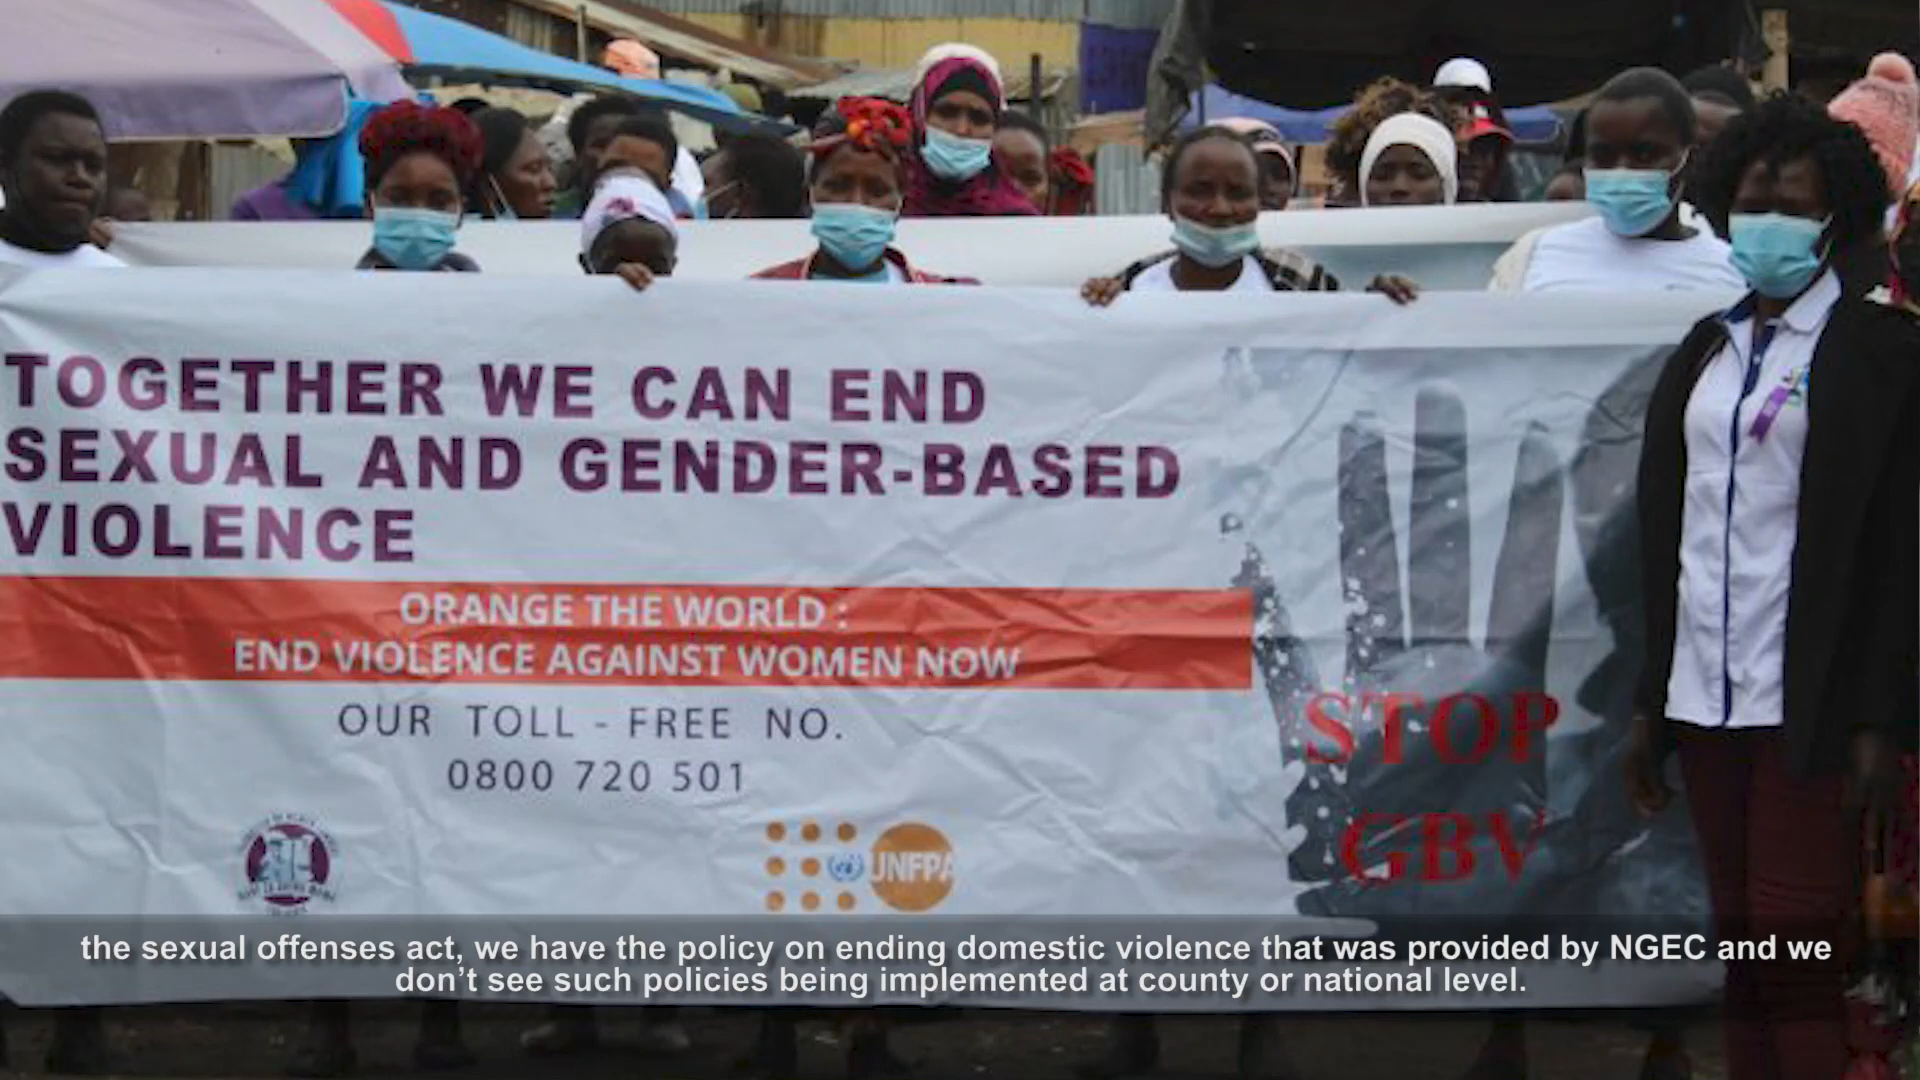 TOGETHER WE CAN END
SEXUAL AND GENDER-BASED
VIOLENCE
ORANGE THE WORLD :
END VIOLENCE AGAINST WOMEN NOW
OUR TOLL - FREE NO.
0800 720 501
UNFPA
STOP
GBV
the sexual offenses act, we have the policy on ending domestic violence that was provided by NGEC and we
don’t see such policies being implemented at county or national level.